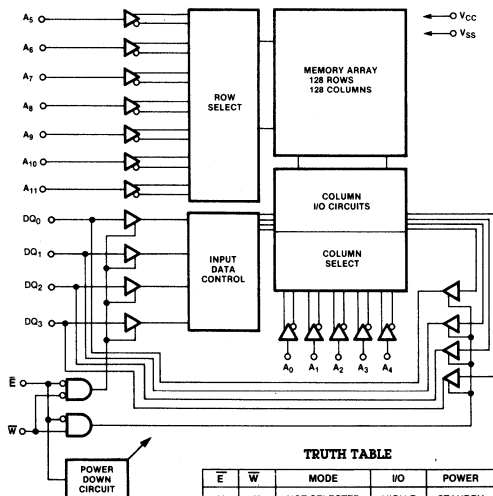 A5
A6
A7
A8
A9
A10
A11
DQ0
DQ1
DQ2
DQ3
E
W
ROW
SELECT
MEMORY ARRAY
128 ROWS
128 COLUMNS
VCC
VSS
INPUT
DATA
CONTROL
COLUMN
I/O CIRCUITS
COLUMN
SELECT
A0 A1 A2 A3 A4
POWER
DOWN
CIRCUIT
TRUTH TABLE
E W MODE I/O POWER